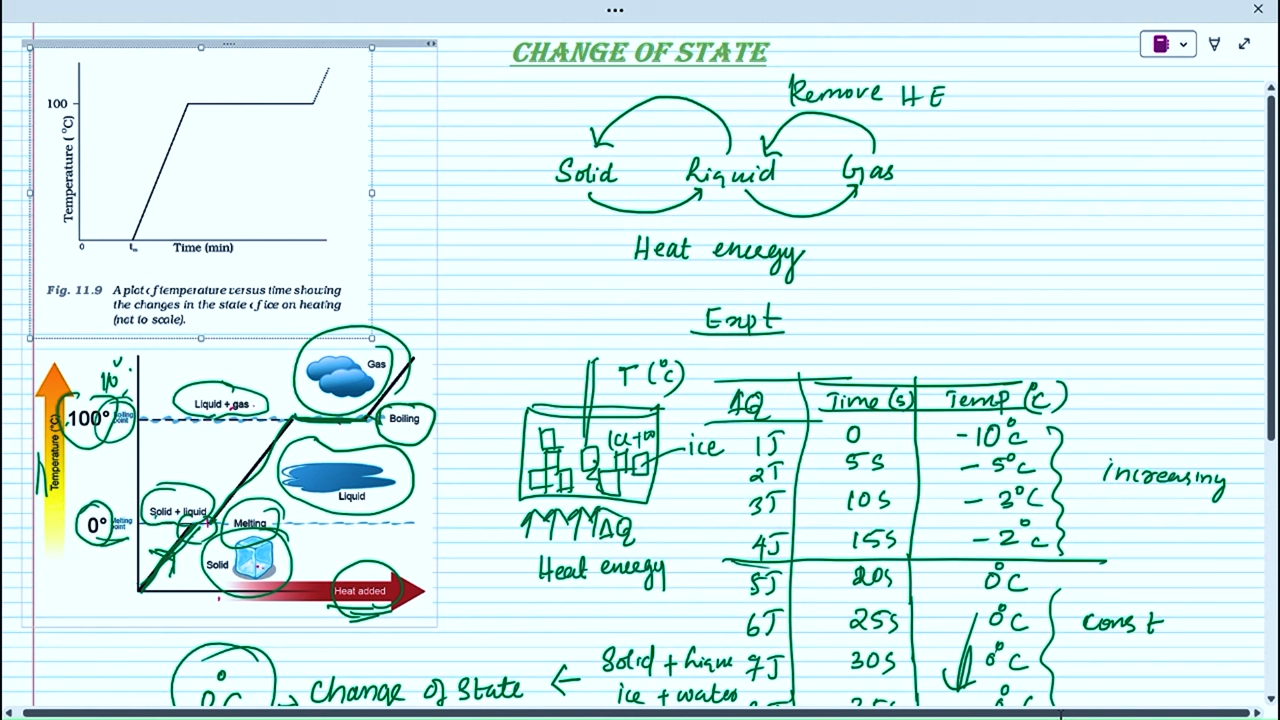 CHANGE OF STATE
100
Temperature (°C)
0
Time (min)
Fig. 11.9 A plot of temperature versus time showing
the changes in the state of ice on heating
(not to scale).
Remove HE
Solid Liquid Gas
Heat energy
Expt
T (°C)
ice
ΔQ
Heat energy
ΔQ Time (s) Temp (°C)
1J 0 -10°C
2J 5s -5°C
3J 10s -3°C
4J 15s -2°C
increasing
5J 20s 0°C
6J 25s 0°C
7J 30s 0°C
const
Temperature (°C)
100°
Gas
Liquid + gas
Boiling
Liquid
Solid + liquid
0° Melting point
Melting
Solid
Heat added
0°C → Change of State ← Solid + Liqui
ice + water